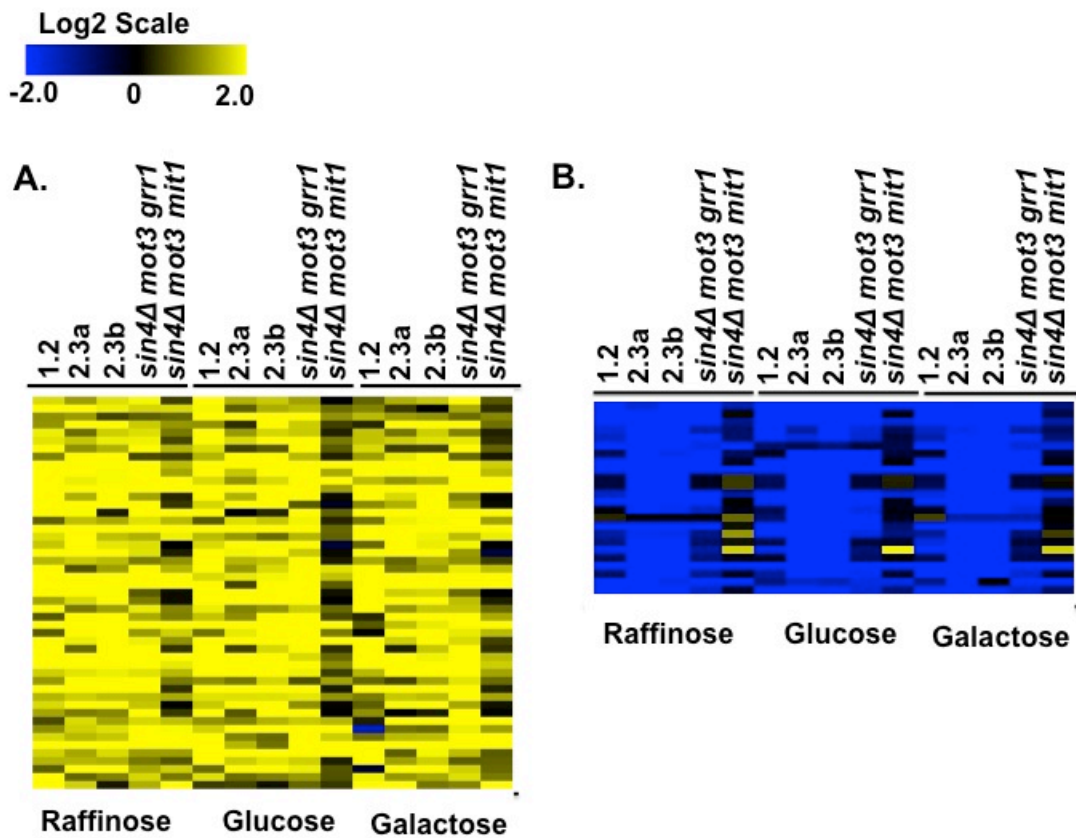 Log2 Scale
-2.0 0 2.0
A.
1.2
2.3a
2.3b
sin4Δ mot3 grr1
sin4Δ mot3 mit1
1.2
2.3a
2.3b
sin4Δ mot3 grr1
sin4Δ mot3 mit1
1.2
2.3a
2.3b
sin4Δ mot3 grr1
sin4Δ mot3 mit1
Raffinose Glucose Galactose
B.
1.2
2.3a
2.3b
sin4Δ mot3 grr1
sin4Δ mot3 mit1
1.2
2.3a
2.3b
sin4Δ mot3 grr1
sin4Δ mot3 mit1
1.2
2.3a
2.3b
sin4Δ mot3 grr1
sin4Δ mot3 mit1
Raffinose Glucose Galactose